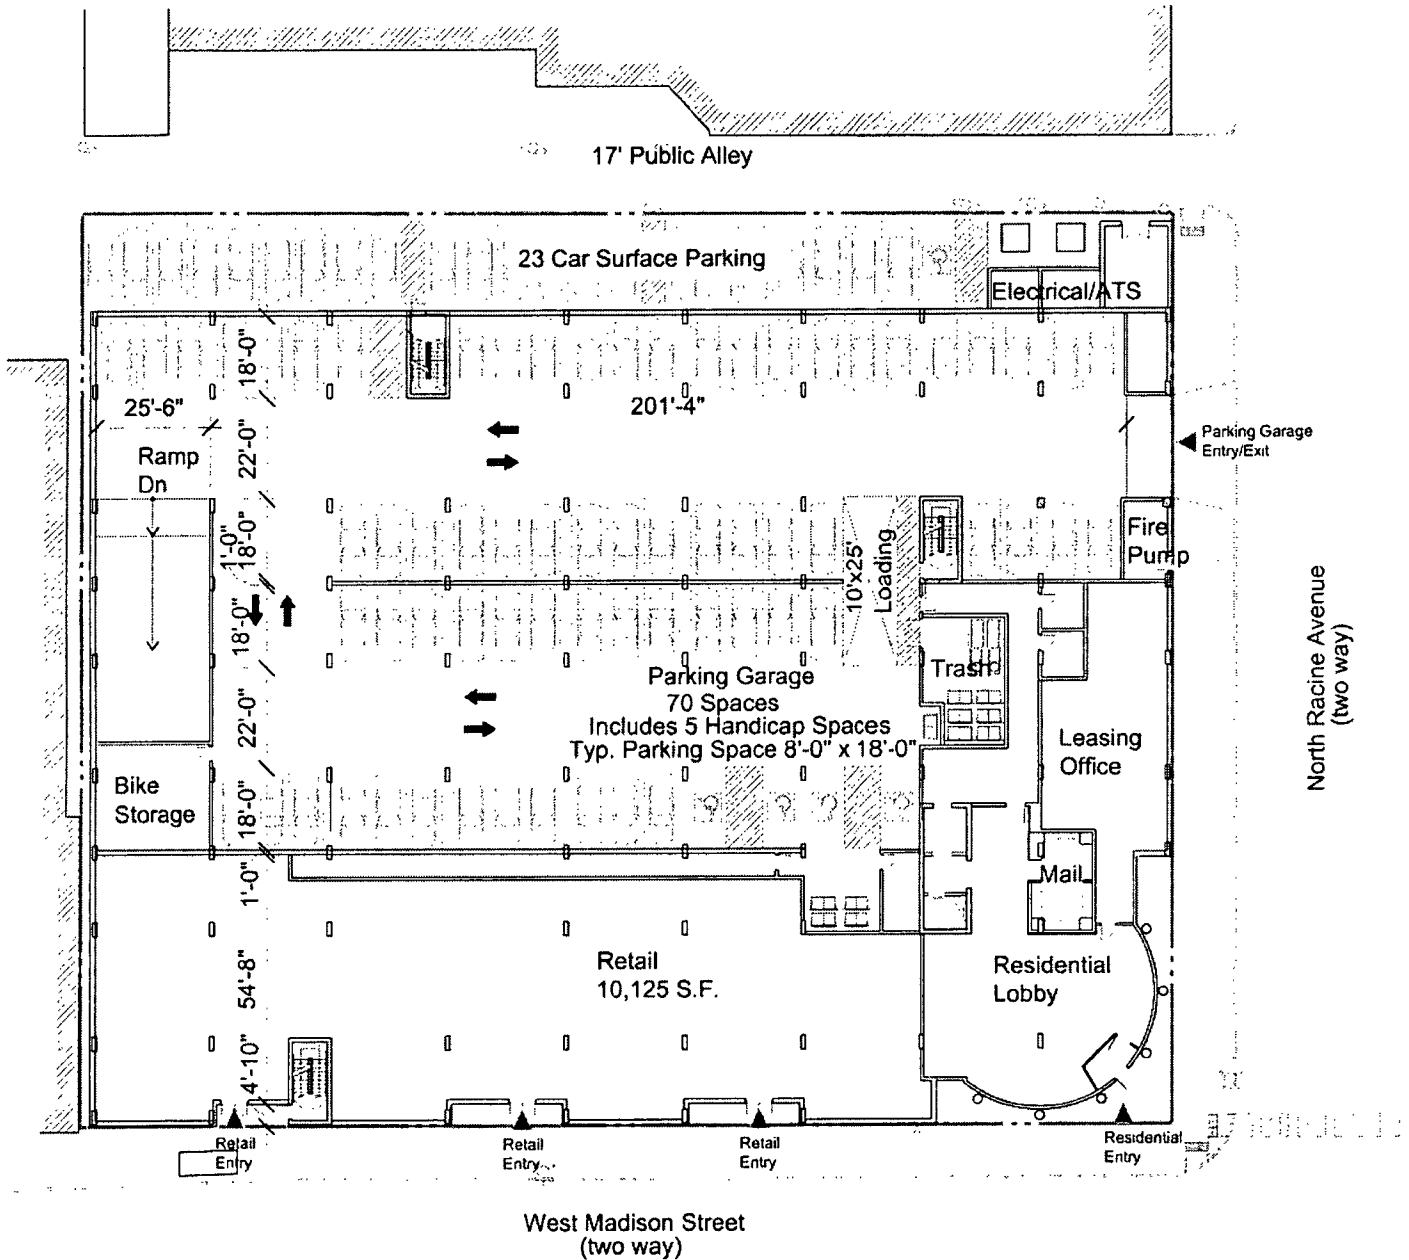 17' Public Alley
23 Car Surface Parking
Electrical/ATS
18'-0"
25'-6"
201'-4"
Parking Garage
Entry/Exit
Ramp
Dn
22'-0"
1'-0"
18'-0"
10'x25'
Loading
Fire
Pump
18'-0"
Trash
Parking Garage
70 Spaces
Includes 5 Handicap Spaces
Typ. Parking Space 8'-0" x 18'-0"
22'-0"
Leasing
Office
North Racine Avenue
(two way)
Bike
Storage
18'-0"
1'-0"
Mail
54'-8"
Retail
10,125 S.F.
Residential
Lobby
4'-10"
Retail
Entry
Retail
Entry
Retail
Entry
Residential
Entry
West Madison Street
(two way)